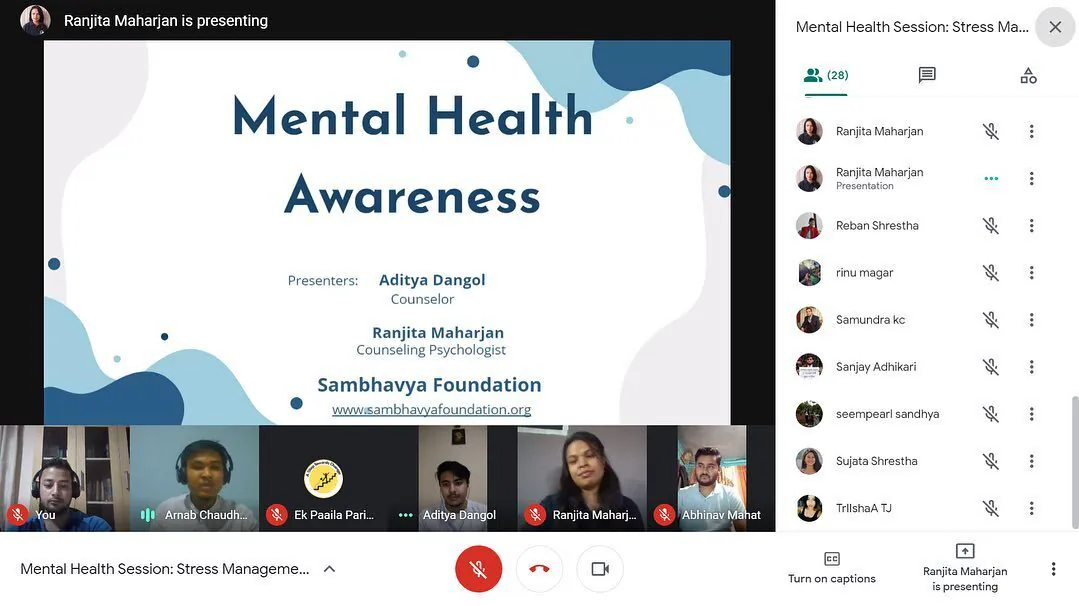 Ranjita Maharjan is presenting
Mental Health
Awareness
Presenters: Aditya Dangol
Counselor
Ranjita Maharjan
Counseling Psychologist
Sambhavya Foundation
www.sambhavyafoundation.org
You
Arnab Chaudh...
Ek Paaila Pari...
Aditya Dangol
Ranjita Maharj...
Abhinav Mahat
Mental Health Session: Stress Manageme...
Mental Health Session: Stress Ma...
(28)
Ranjita Maharjan
Ranjita Maharjan
Presentation
Reban Shrestha
rinu magar
Samundra kc
Sanjay Adhikari
seempearl sandhya
Sujata Shrestha
TrIIshaA TJ
CC
Turn on captions
Ranjita Maharjan
is presenting